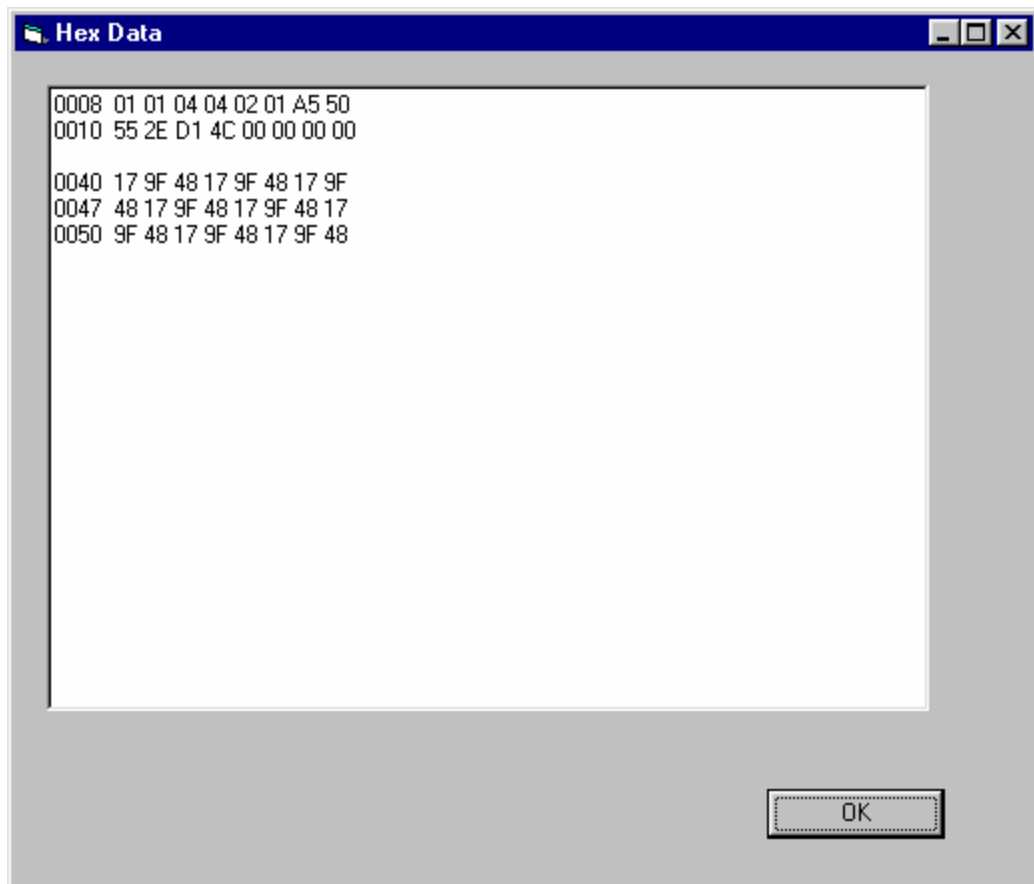 Hex Data
0008 01 01 04 04 02 01 A5 50
0010 55 2E D1 4C 00 00 00 00
0040 17 9F 48 17 9F 48 17 9F
0047 48 17 9F 48 17 9F 48 17
0050 9F 48 17 9F 48 17 9F 48
OK